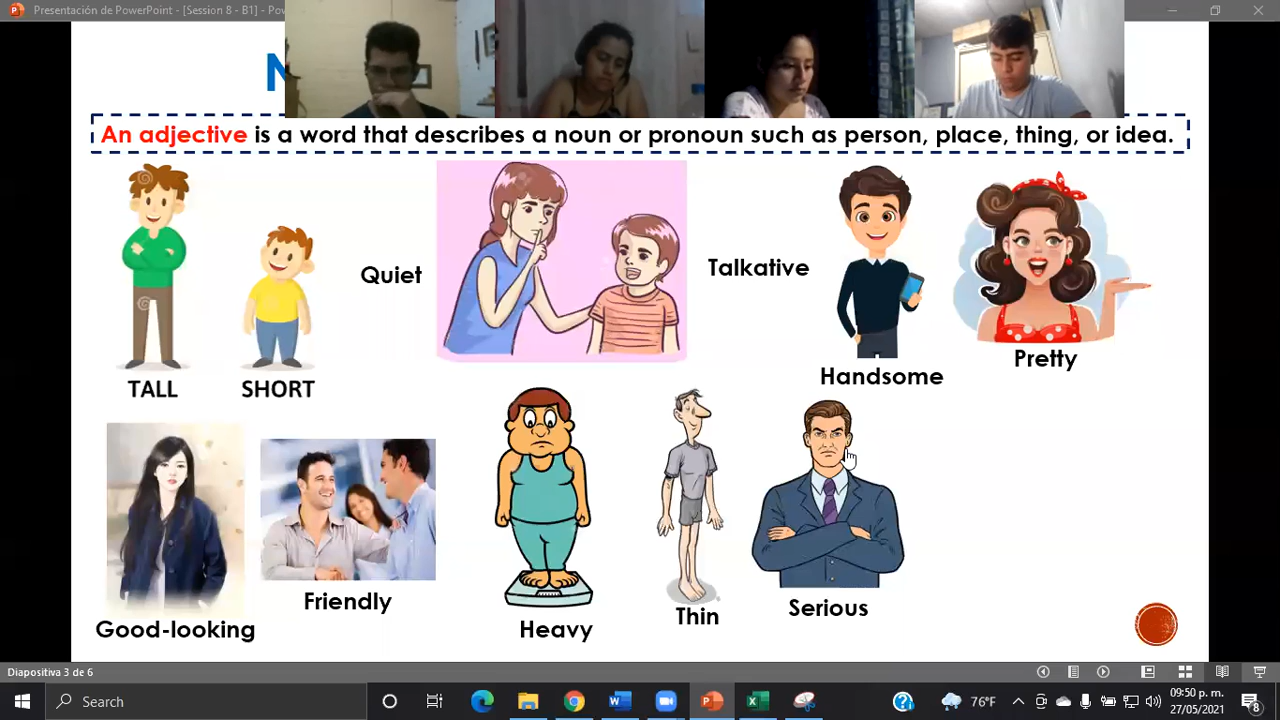 Presentación de PowerPoint - [Session 8 - B1] - Pow
N
An adjective is a word that describes a noun or pronoun such as person, place, thing, or idea.
Quiet
Talkative
TALL
SHORT
Handsome
Pretty
Good-looking
Friendly
Heavy
Thin
Serious
Diapositiva 3 de 6
Search
76°F
09:50 p. m.
27/05/2021
8